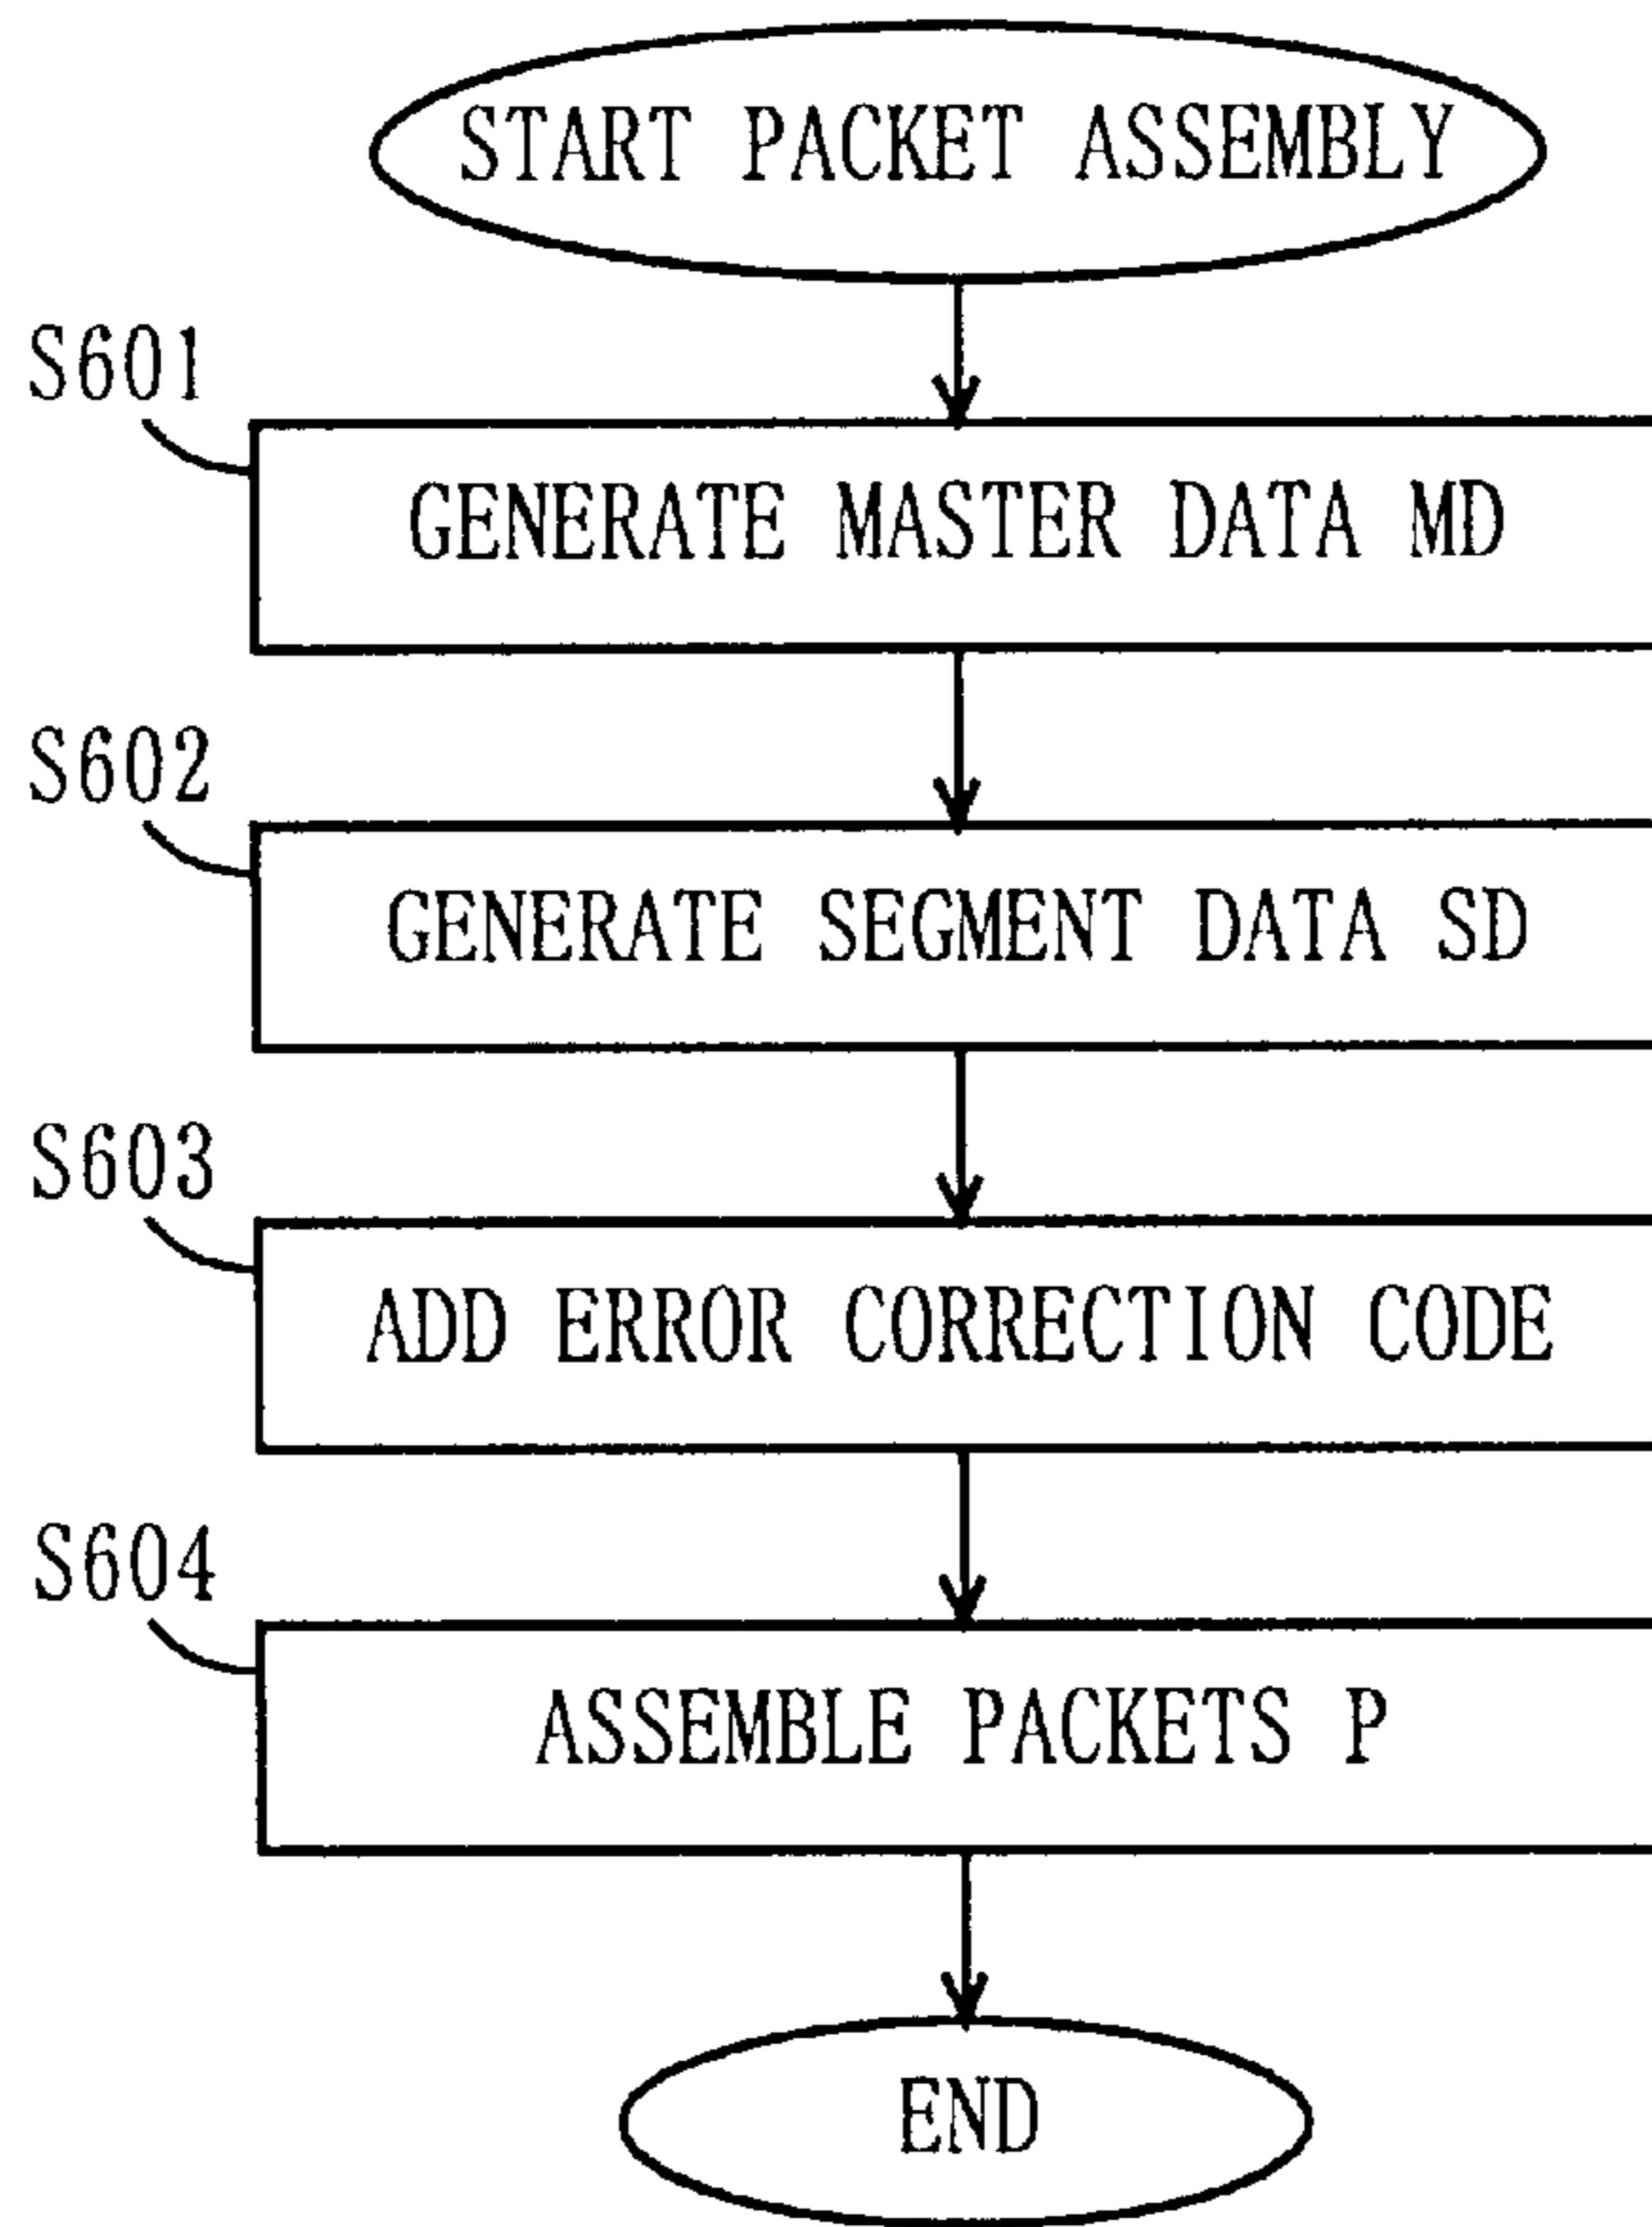 START PACKET ASSEMBLY
S601
GENERATE MASTER DATA MD
S602
GENERATE SEGMENT DATA SD
S603
ADD ERROR CORRECTION CODE
S604
ASSEMBLE PACKETS P
END